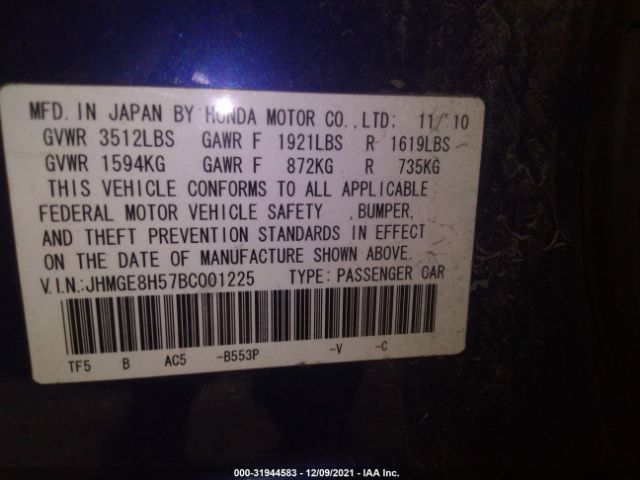 MFD. IN JAPAN BY HONDA MOTOR CO.,LTD; 11/10
GVWR 3512LBS GAWR F 1921LBS R 1619LBS
GVWR 1594KG GAWR F 872KG R 735KG
THIS VEHICLE CONFORMS TO ALL APPLICABLE
FEDERAL MOTOR VEHICLE SAFETY ,BUMPER,
AND THEFT PREVENTION STANDARDS IN EFFECT
ON THE DATE OF MANUFACTURE SHOWN ABOVE.
V.I.N.:JHMGE8H57BC001225 TYPE: PASSENGER CAR
TF5 B AC5 -B553P -V -C
000-31944583 - 12/09/2021 - IAA Inc.